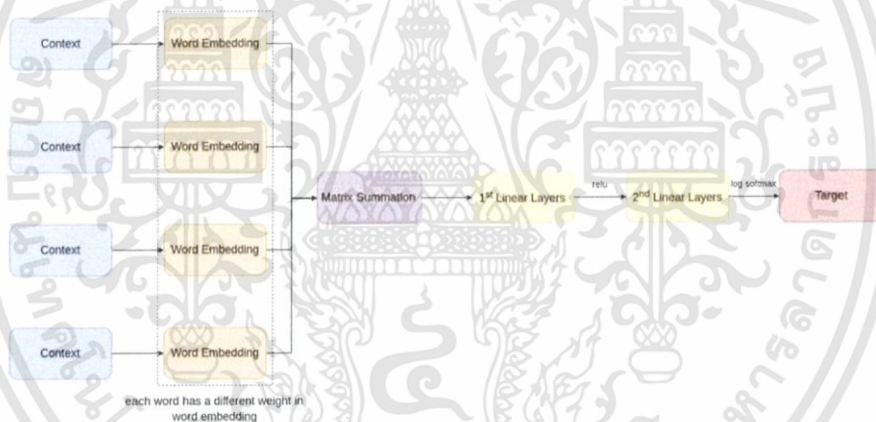 Context
Word Embedding
Context
Word Embedding
Matrix Summation
1st Linear Layers
relu
2nd Linear Layers
log softmax
Target
Context
Word Embedding
Context
Word Embedding
each word has a different weight in
word embedding